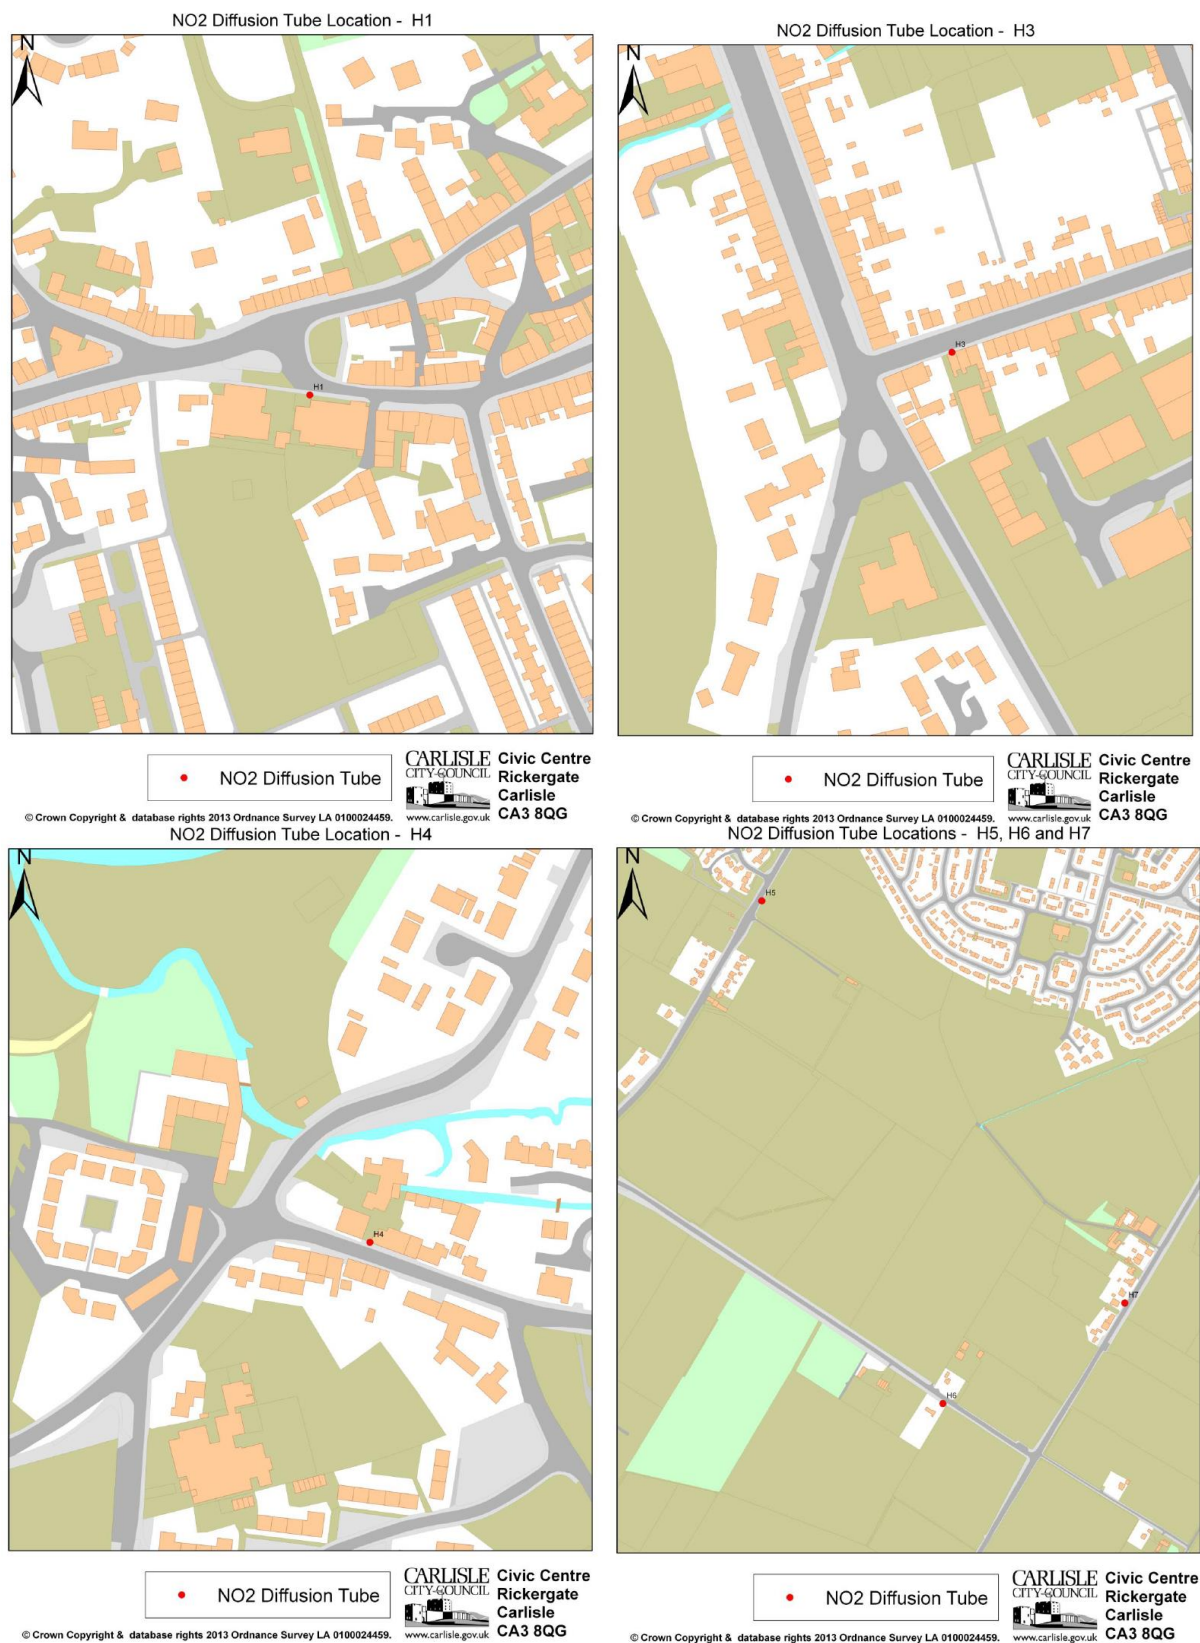 NO2 Diffusion Tube Location - H1
N
H1
NO2 Diffusion Tube
CARLISLE
CITY-COUNCIL
www.carlisle.gov.uk
Civic Centre
Rickergate
Carlisle
CA3 8QG
© Crown Copyright & database rights 2013 Ordnance Survey LA 0100024459.
NO2 Diffusion Tube Location - H3
N
H3
NO2 Diffusion Tube
CARLISLE
CITY-COUNCIL
www.carlisle.gov.uk
Civic Centre
Rickergate
Carlisle
CA3 8QG
© Crown Copyright & database rights 2013 Ordnance Survey LA 0100024459.
NO2 Diffusion Tube Location - H4
N
H4
NO2 Diffusion Tube
CARLISLE
CITY-COUNCIL
www.carlisle.gov.uk
Civic Centre
Rickergate
Carlisle
CA3 8QG
© Crown Copyright & database rights 2013 Ordnance Survey LA 0100024459.
NO2 Diffusion Tube Locations - H5, H6 and H7
N
H5
H7
H6
NO2 Diffusion Tube
CARLISLE
CITY-COUNCIL
www.carlisle.gov.uk
Civic Centre
Rickergate
Carlisle
CA3 8QG
© Crown Copyright & database rights 2013 Ordnance Survey LA 0100024459.